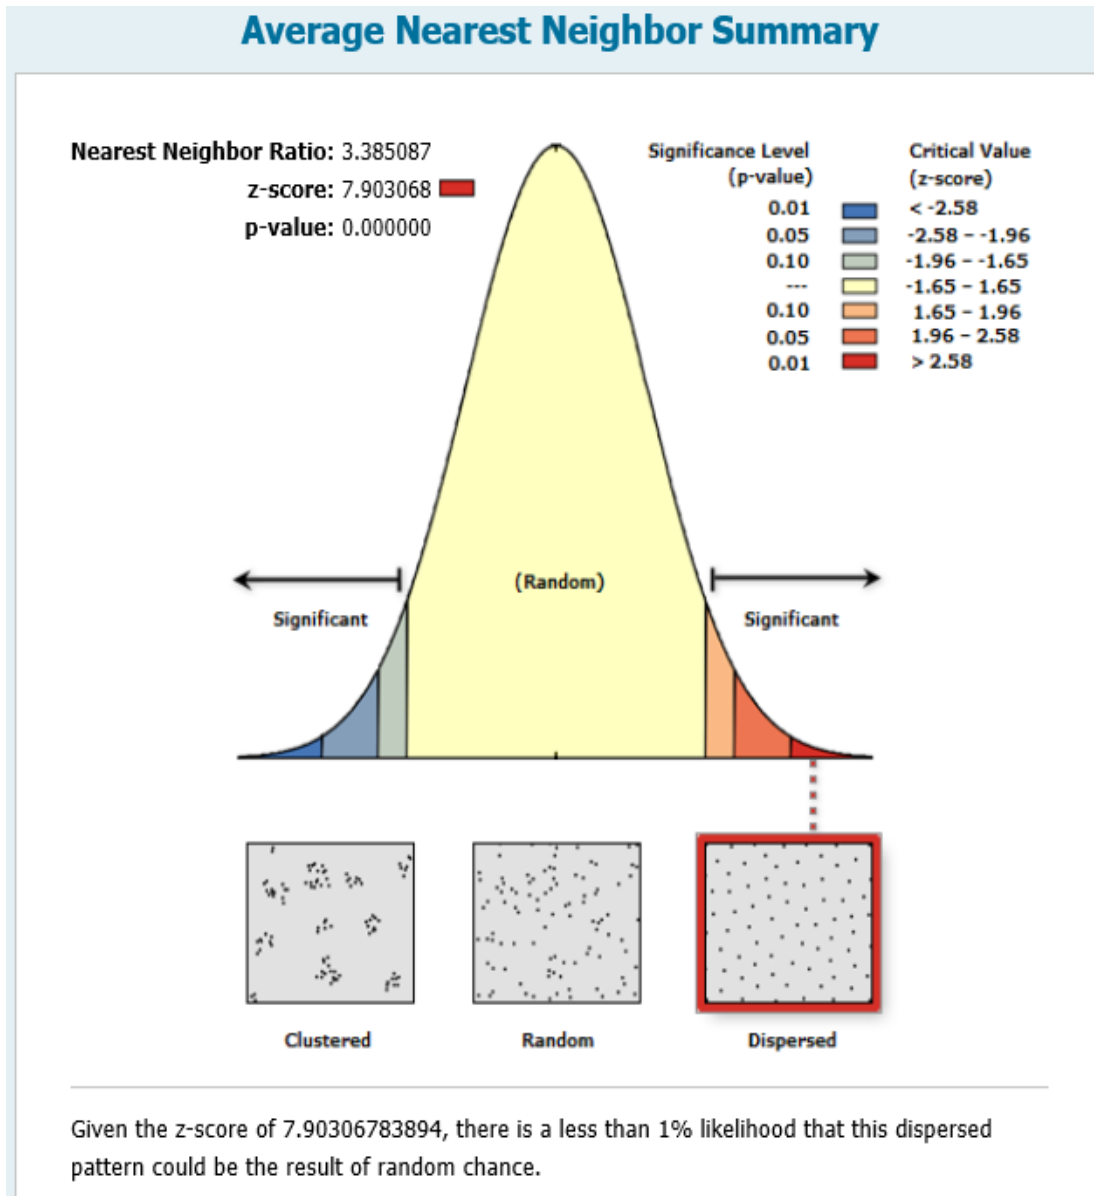 Average Nearest Neighbor Summary
Nearest Neighbor Ratio: 3.385087
z-score: 7.903068
p-value: 0.000000
Significance Level
(p-value)
Critical Value
(z-score)
0.01 < -2.58
0.05 -2.58 – -1.96
0.10 -1.96 – -1.65
--- -1.65 – 1.65
0.10 1.65 – 1.96
0.05 1.96 – 2.58
0.01 > 2.58
(Random)
Significant
Significant
Clustered
Random
Dispersed
Given the z-score of 7.90306783894, there is a less than 1% likelihood that this dispersed
pattern could be the result of random chance.